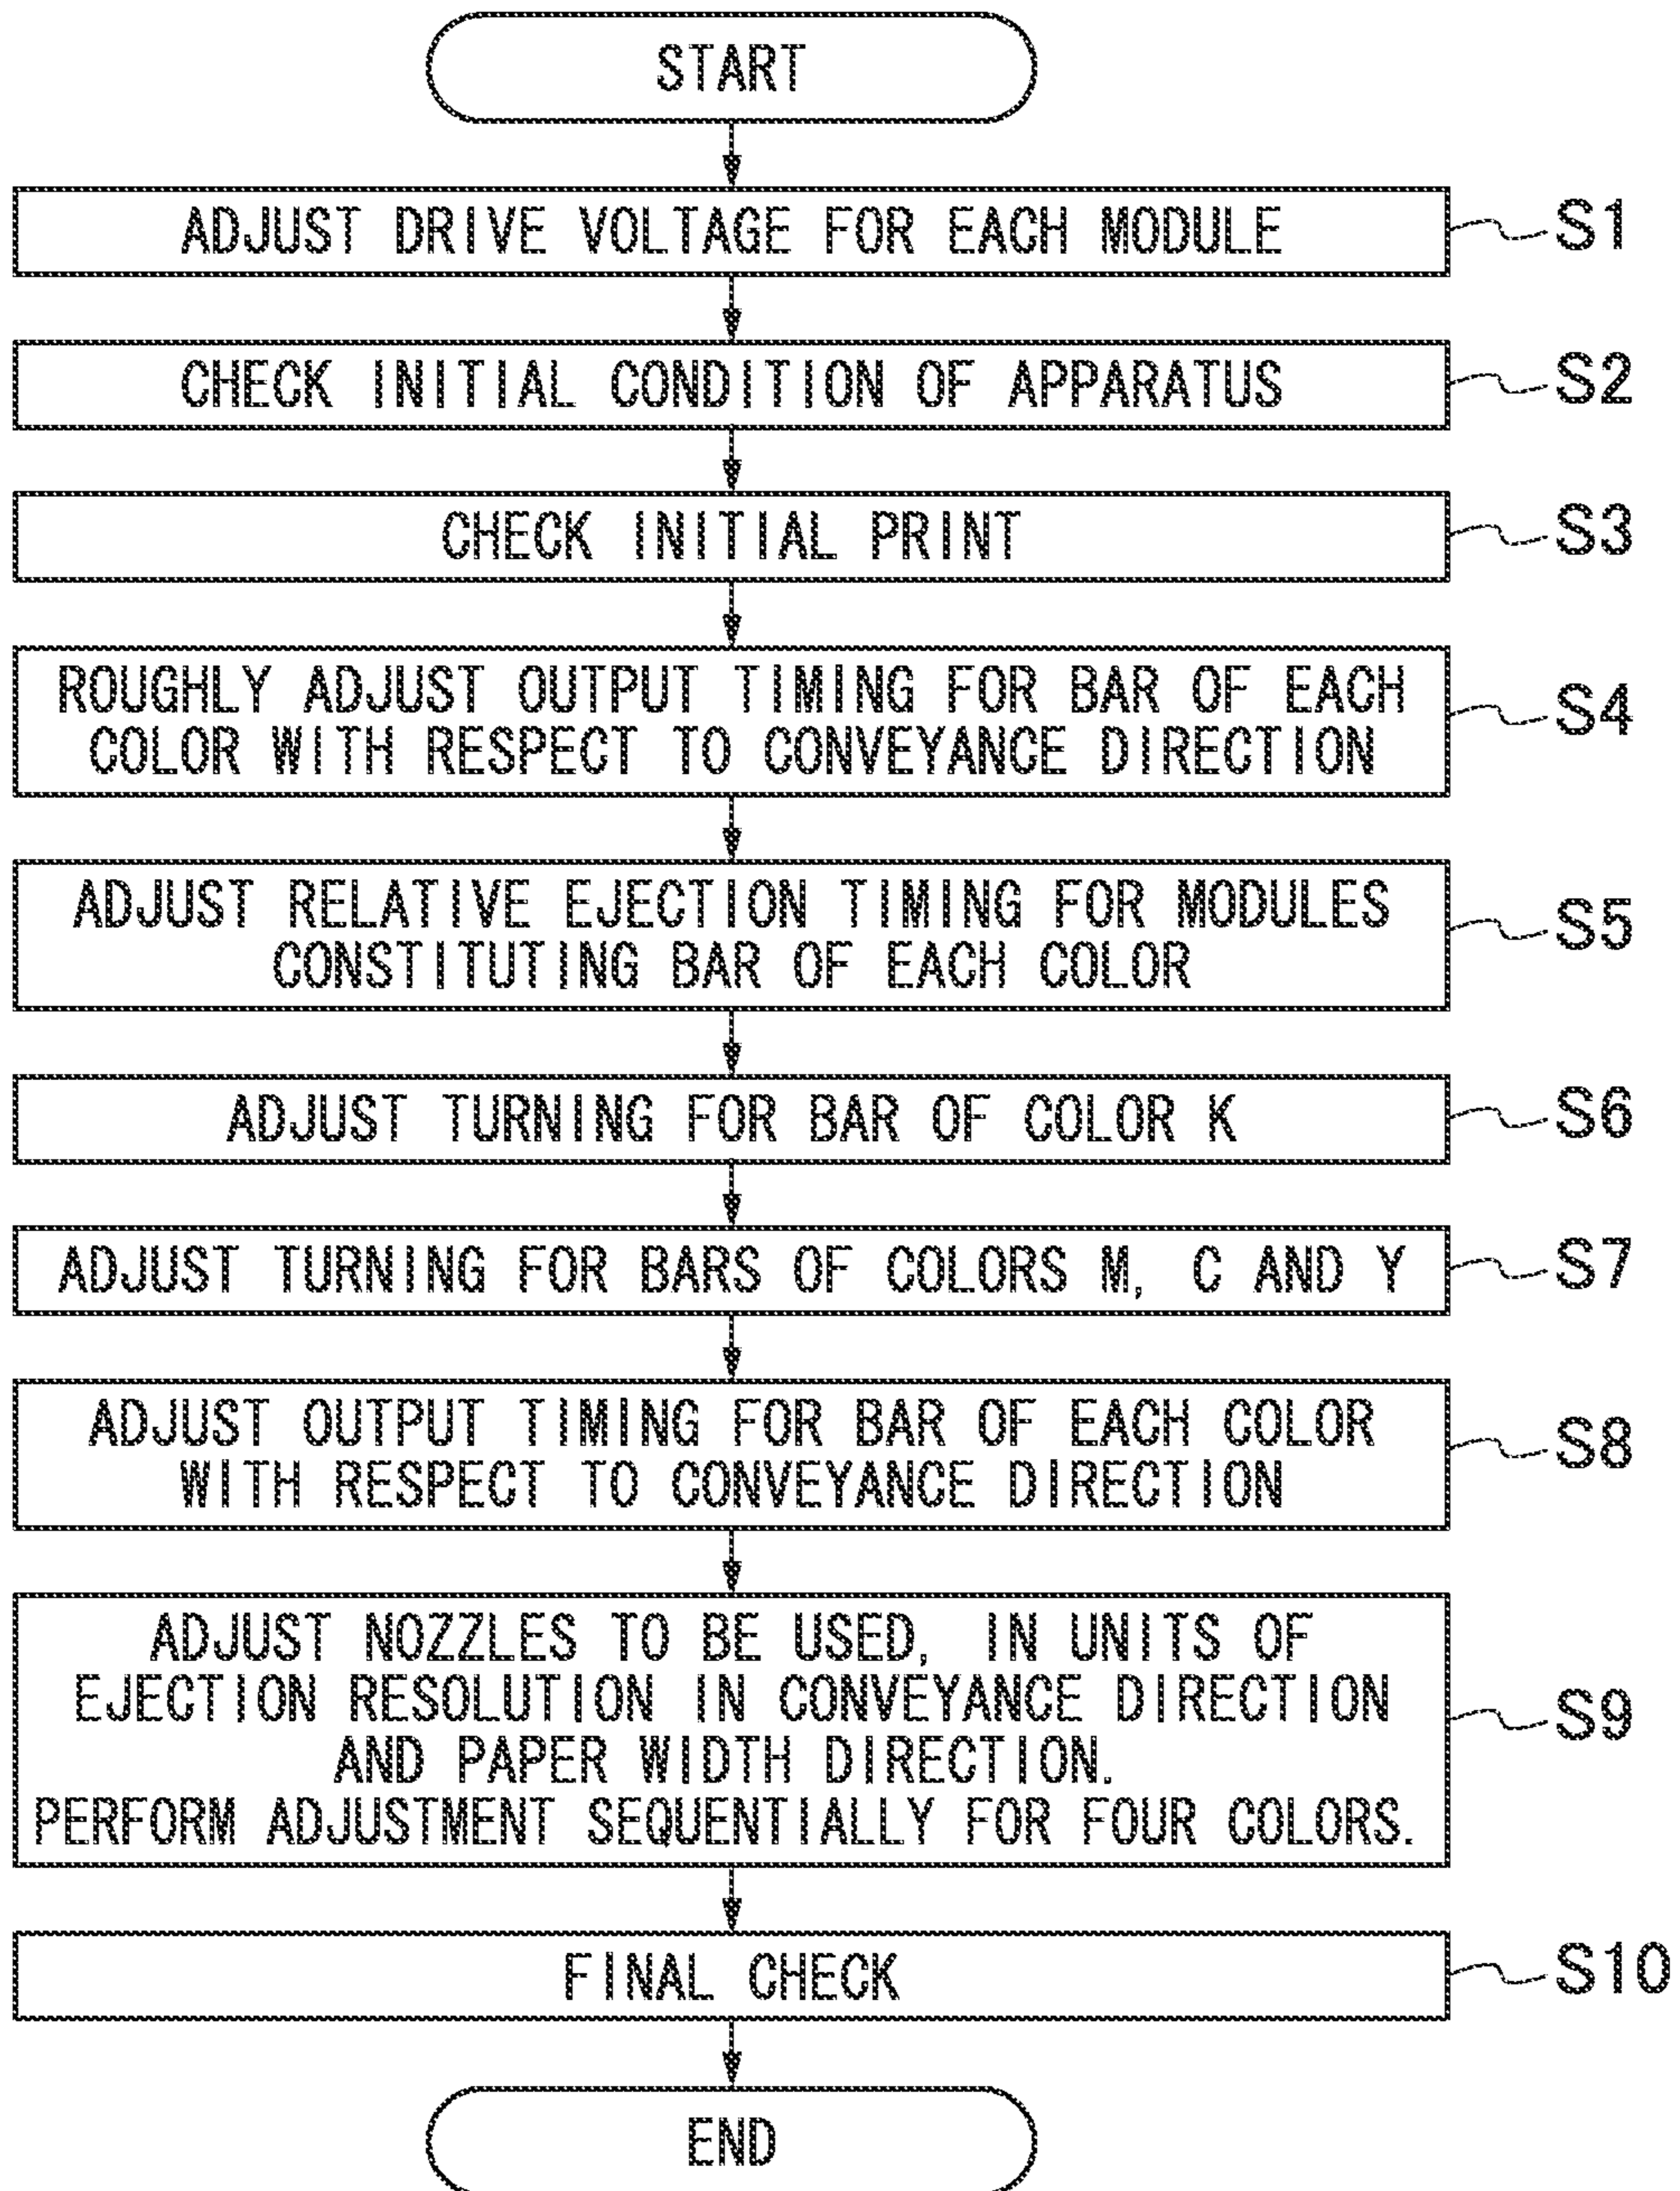 START
ADJUST DRIVE VOLTAGE FOR EACH MODULE
S1
CHECK INITIAL CONDITION OF APPARATUS
S2
CHECK INITIAL PRINT
S3
ROUGHLY ADJUST OUTPUT TIMING FOR BAR OF EACH
COLOR WITH RESPECT TO CONVEYANCE DIRECTION
S4
ADJUST RELATIVE EJECTION TIMING FOR MODULES
CONSTITUTING BAR OF EACH COLOR
S5
ADJUST TURNING FOR BAR OF COLOR K
S6
ADJUST TURNING FOR BARS OF COLORS M, C AND Y
S7
ADJUST OUTPUT TIMING FOR BAR OF EACH COLOR
WITH RESPECT TO CONVEYANCE DIRECTION
S8
ADJUST NOZZLES TO BE USED, IN UNITS OF
EJECTION RESOLUTION IN CONVEYANCE DIRECTION
AND PAPER WIDTH DIRECTION.
PERFORM ADJUSTMENT SEQUENTIALLY FOR FOUR COLORS.
S9
FINAL CHECK
S10
END